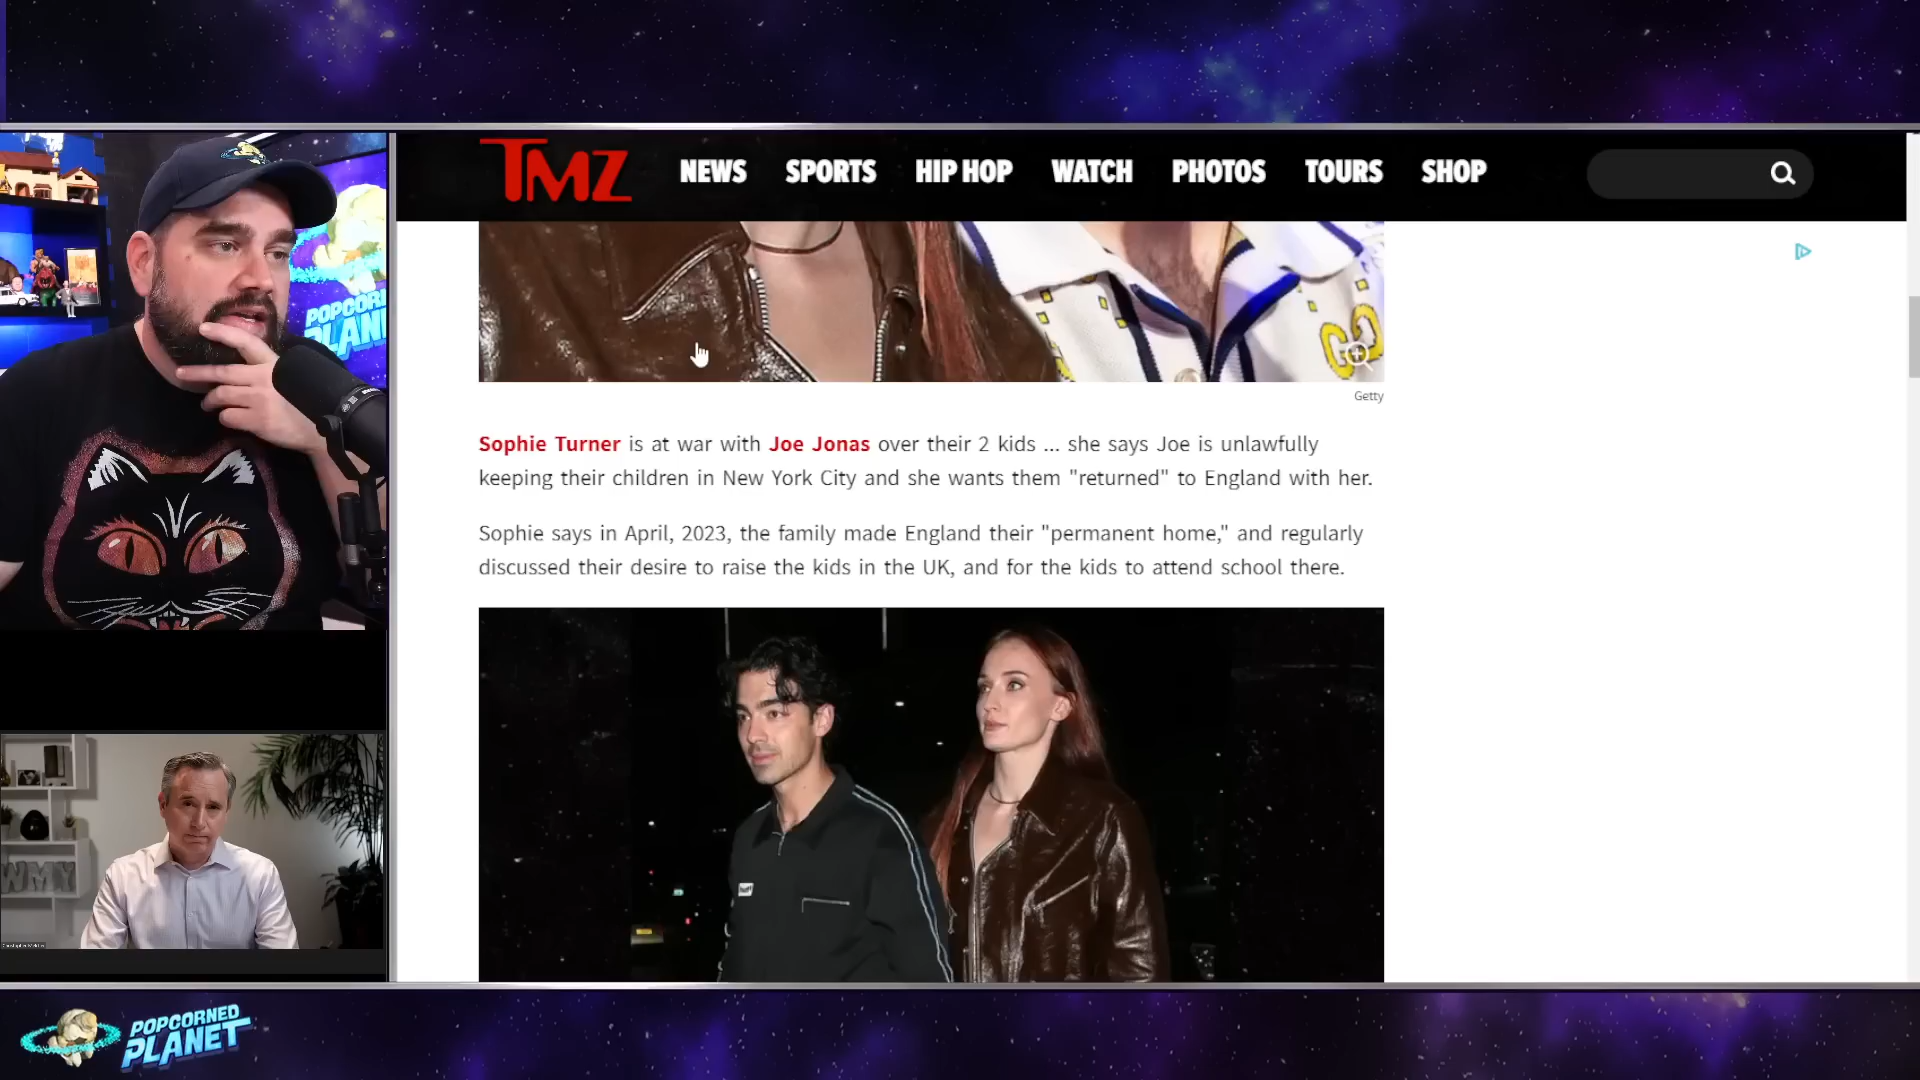 TMZ
NEWS SPORTS HIP HOP WATCH PHOTOS TOURS SHOP
Getty
Sophie Turner is at war with Joe Jonas over their 2 kids ... she says Joe is unlawfully
keeping their children in New York City and she wants them "returned" to England with her.
Sophie says in April, 2023, the family made England their "permanent home," and regularly
discussed their desire to raise the kids in the UK, and for the kids to attend school there.
POPCORNED
PLANET